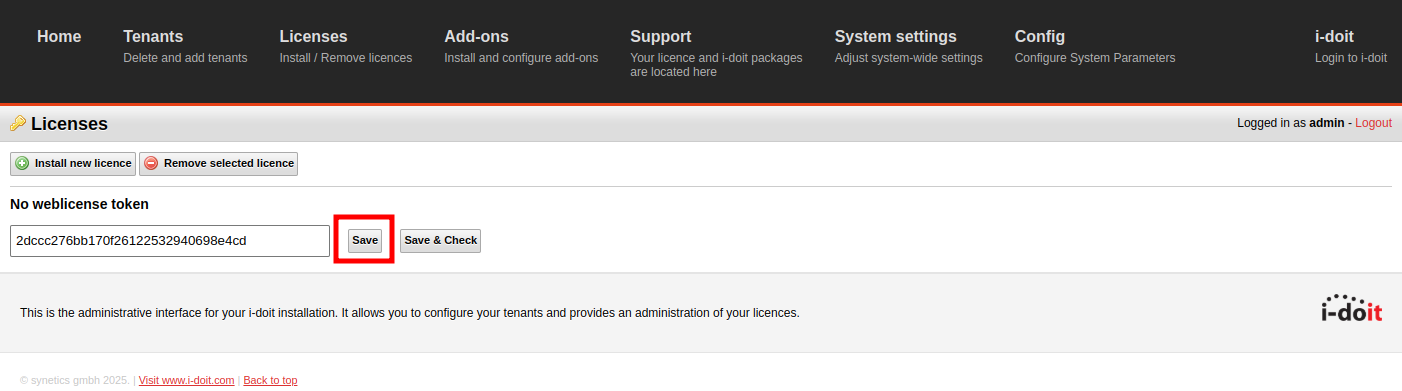 Home Tenants Licenses Add-ons Support System settings Config i-doit
Delete and add tenants Install / Remove licences Install and configure add-ons Your licence and i-doit packages Adjust system-wide settings Configure System Parameters Login to i-doit
are located here
Licenses Logged in as admin - Logout
Install new licence Remove selected licence
No weblicense token
2dccc276bb170f26122532940698e4cd Save Save & Check
This is the administrative interface for your i-doit installation. It allows you to configure your tenants and provides an administration of your licences. i-doit
© synetics gmbh 2025. | Visit www.i-doit.com | Back to top